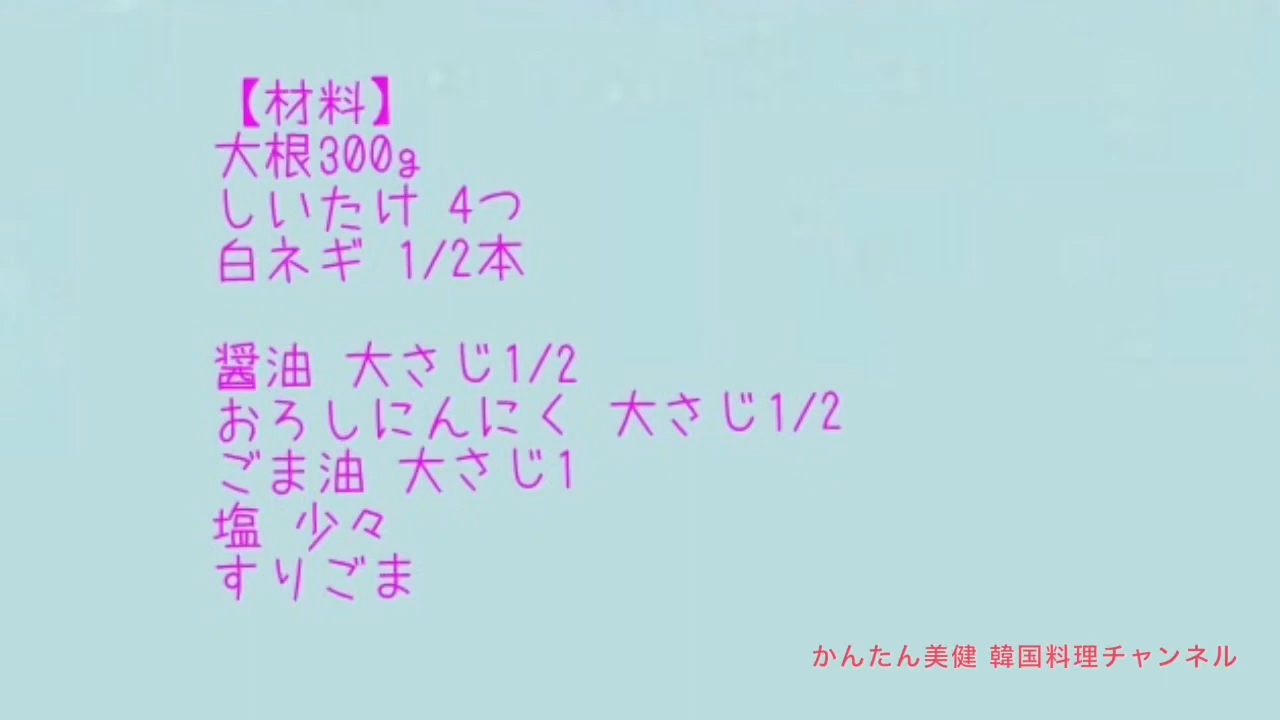 【材料】
大根300g
しいたけ 4つ
白ネギ 1/2本
醤油 大さじ1/2
おろしにんにく 大さじ1/2
ごま油 大さじ1
塩 少々
すりごま
かんたん美健 韓国料理チャンネル